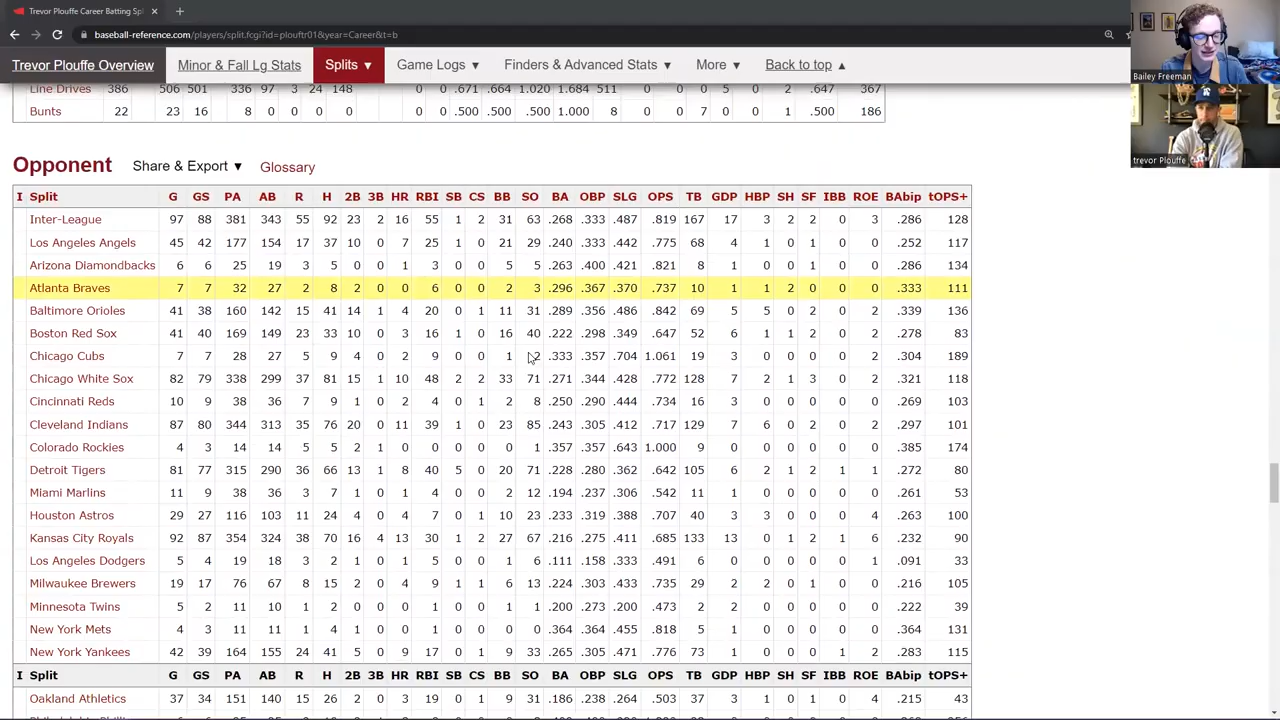 Trevor Plouffe Career Batting Spl
baseball-reference.com/players/split.fcgi?id=plouftr01&year=Career&t=b
Bailey Freeman
trevor Plouffe
Trevor Plouffe Overview Minor & Fall Lg Stats Splits ▼ Game Logs ▼ Finders & Advanced Stats ▼ More ▼ Back to top ▲
Line Drives 386 506 501 336 97 3 24 148 0 0 .671 .664 1.020 1.684 511 0 0 5 0 2 .647 367
Bunts 22 23 16 8 0 0 0 0 0 0 .500 .500 .500 1.000 8 0 0 7 0 1 .500 186
Opponent Share & Export ▼ Glossary
I Split G GS PA AB R H 2B 3B HR RBI SB CS BB SO BA OBP SLG OPS TB GDP HBP SH SF IBB ROE BAbip tOPS+
Inter-League 97 88 381 343 55 92 23 2 16 55 1 2 31 63 .268 .333 .487 .819 167 17 3 2 2 0 3 .286 128
Los Angeles Angels 45 42 177 154 17 37 10 0 7 25 1 0 21 29 .240 .333 .442 .775 68 4 1 0 1 0 0 .252 117
Arizona Diamondbacks 6 6 25 19 3 5 0 0 1 3 0 0 5 5 .263 .400 .421 .821 8 1 0 0 1 0 0 .286 134
Atlanta Braves 7 7 32 27 2 8 2 0 0 6 0 0 2 3 .296 .367 .370 .737 10 1 1 2 0 0 0 .333 111
Baltimore Orioles 41 38 160 142 15 41 14 1 4 20 0 1 11 31 .289 .356 .486 .842 69 5 5 0 2 0 2 .339 136
Boston Red Sox 41 40 169 149 23 33 10 0 3 16 1 0 16 40 .222 .298 .349 .647 52 6 1 1 2 0 2 .278 83
Chicago Cubs 7 7 28 27 5 9 4 0 2 9 0 0 1 2 .333 .357 .704 1.061 19 3 0 0 0 0 2 .304 189
Chicago White Sox 82 79 338 299 37 81 15 1 10 48 2 2 33 71 .271 .344 .428 .772 128 7 2 1 3 0 2 .321 118
Cincinnati Reds 10 9 38 36 7 9 1 0 2 4 0 1 2 8 .250 .290 .444 .734 16 3 0 0 0 0 0 .269 103
Cleveland Indians 87 80 344 313 35 76 20 0 11 39 1 0 23 85 .243 .305 .412 .717 129 7 6 0 2 0 2 .297 101
Colorado Rockies 4 3 14 14 5 5 2 1 0 0 0 0 0 1 .357 .357 .643 1.000 9 0 0 0 0 0 0 .385 174
Detroit Tigers 81 77 315 290 36 66 13 1 8 40 5 0 20 71 .228 .280 .362 .642 105 6 2 1 2 1 1 .272 80
Miami Marlins 11 9 38 36 3 7 1 0 1 4 0 0 2 12 .194 .237 .306 .542 11 1 0 0 0 0 0 .261 53
Houston Astros 29 27 116 103 11 24 4 0 4 7 0 1 10 23 .233 .319 .388 .707 40 3 3 0 0 0 4 .263 100
Kansas City Royals 92 87 354 324 38 70 16 4 13 30 1 2 27 67 .216 .275 .411 .685 133 13 0 1 2 1 6 .232 90
Los Angeles Dodgers 5 4 19 18 3 2 1 0 1 5 0 0 0 6 .111 .158 .333 .491 6 0 1 0 0 0 0 .091 33
Milwaukee Brewers 19 17 76 67 8 15 2 0 4 9 1 1 6 13 .224 .303 .433 .735 29 2 2 0 1 0 0 .216 105
Minnesota Twins 5 2 11 10 1 2 0 0 0 0 0 0 1 1 .200 .273 .200 .473 2 2 0 0 0 0 0 .222 39
New York Mets 4 3 11 11 1 4 1 0 0 1 0 0 0 0 .364 .364 .455 .818 5 1 0 0 0 0 0 .364 131
New York Yankees 42 39 164 155 24 41 5 0 9 17 0 1 9 33 .265 .305 .471 .776 73 1 0 0 0 1 2 .283 115
I Split G GS PA AB R H 2B 3B HR RBI SB CS BB SO BA OBP SLG OPS TB GDP HBP SH SF IBB ROE BAbip tOPS+
Oakland Athletics 37 34 151 140 15 26 2 0 3 19 0 1 9 31 .186 .238 .264 .503 37 3 1 0 1 0 4 .215 43